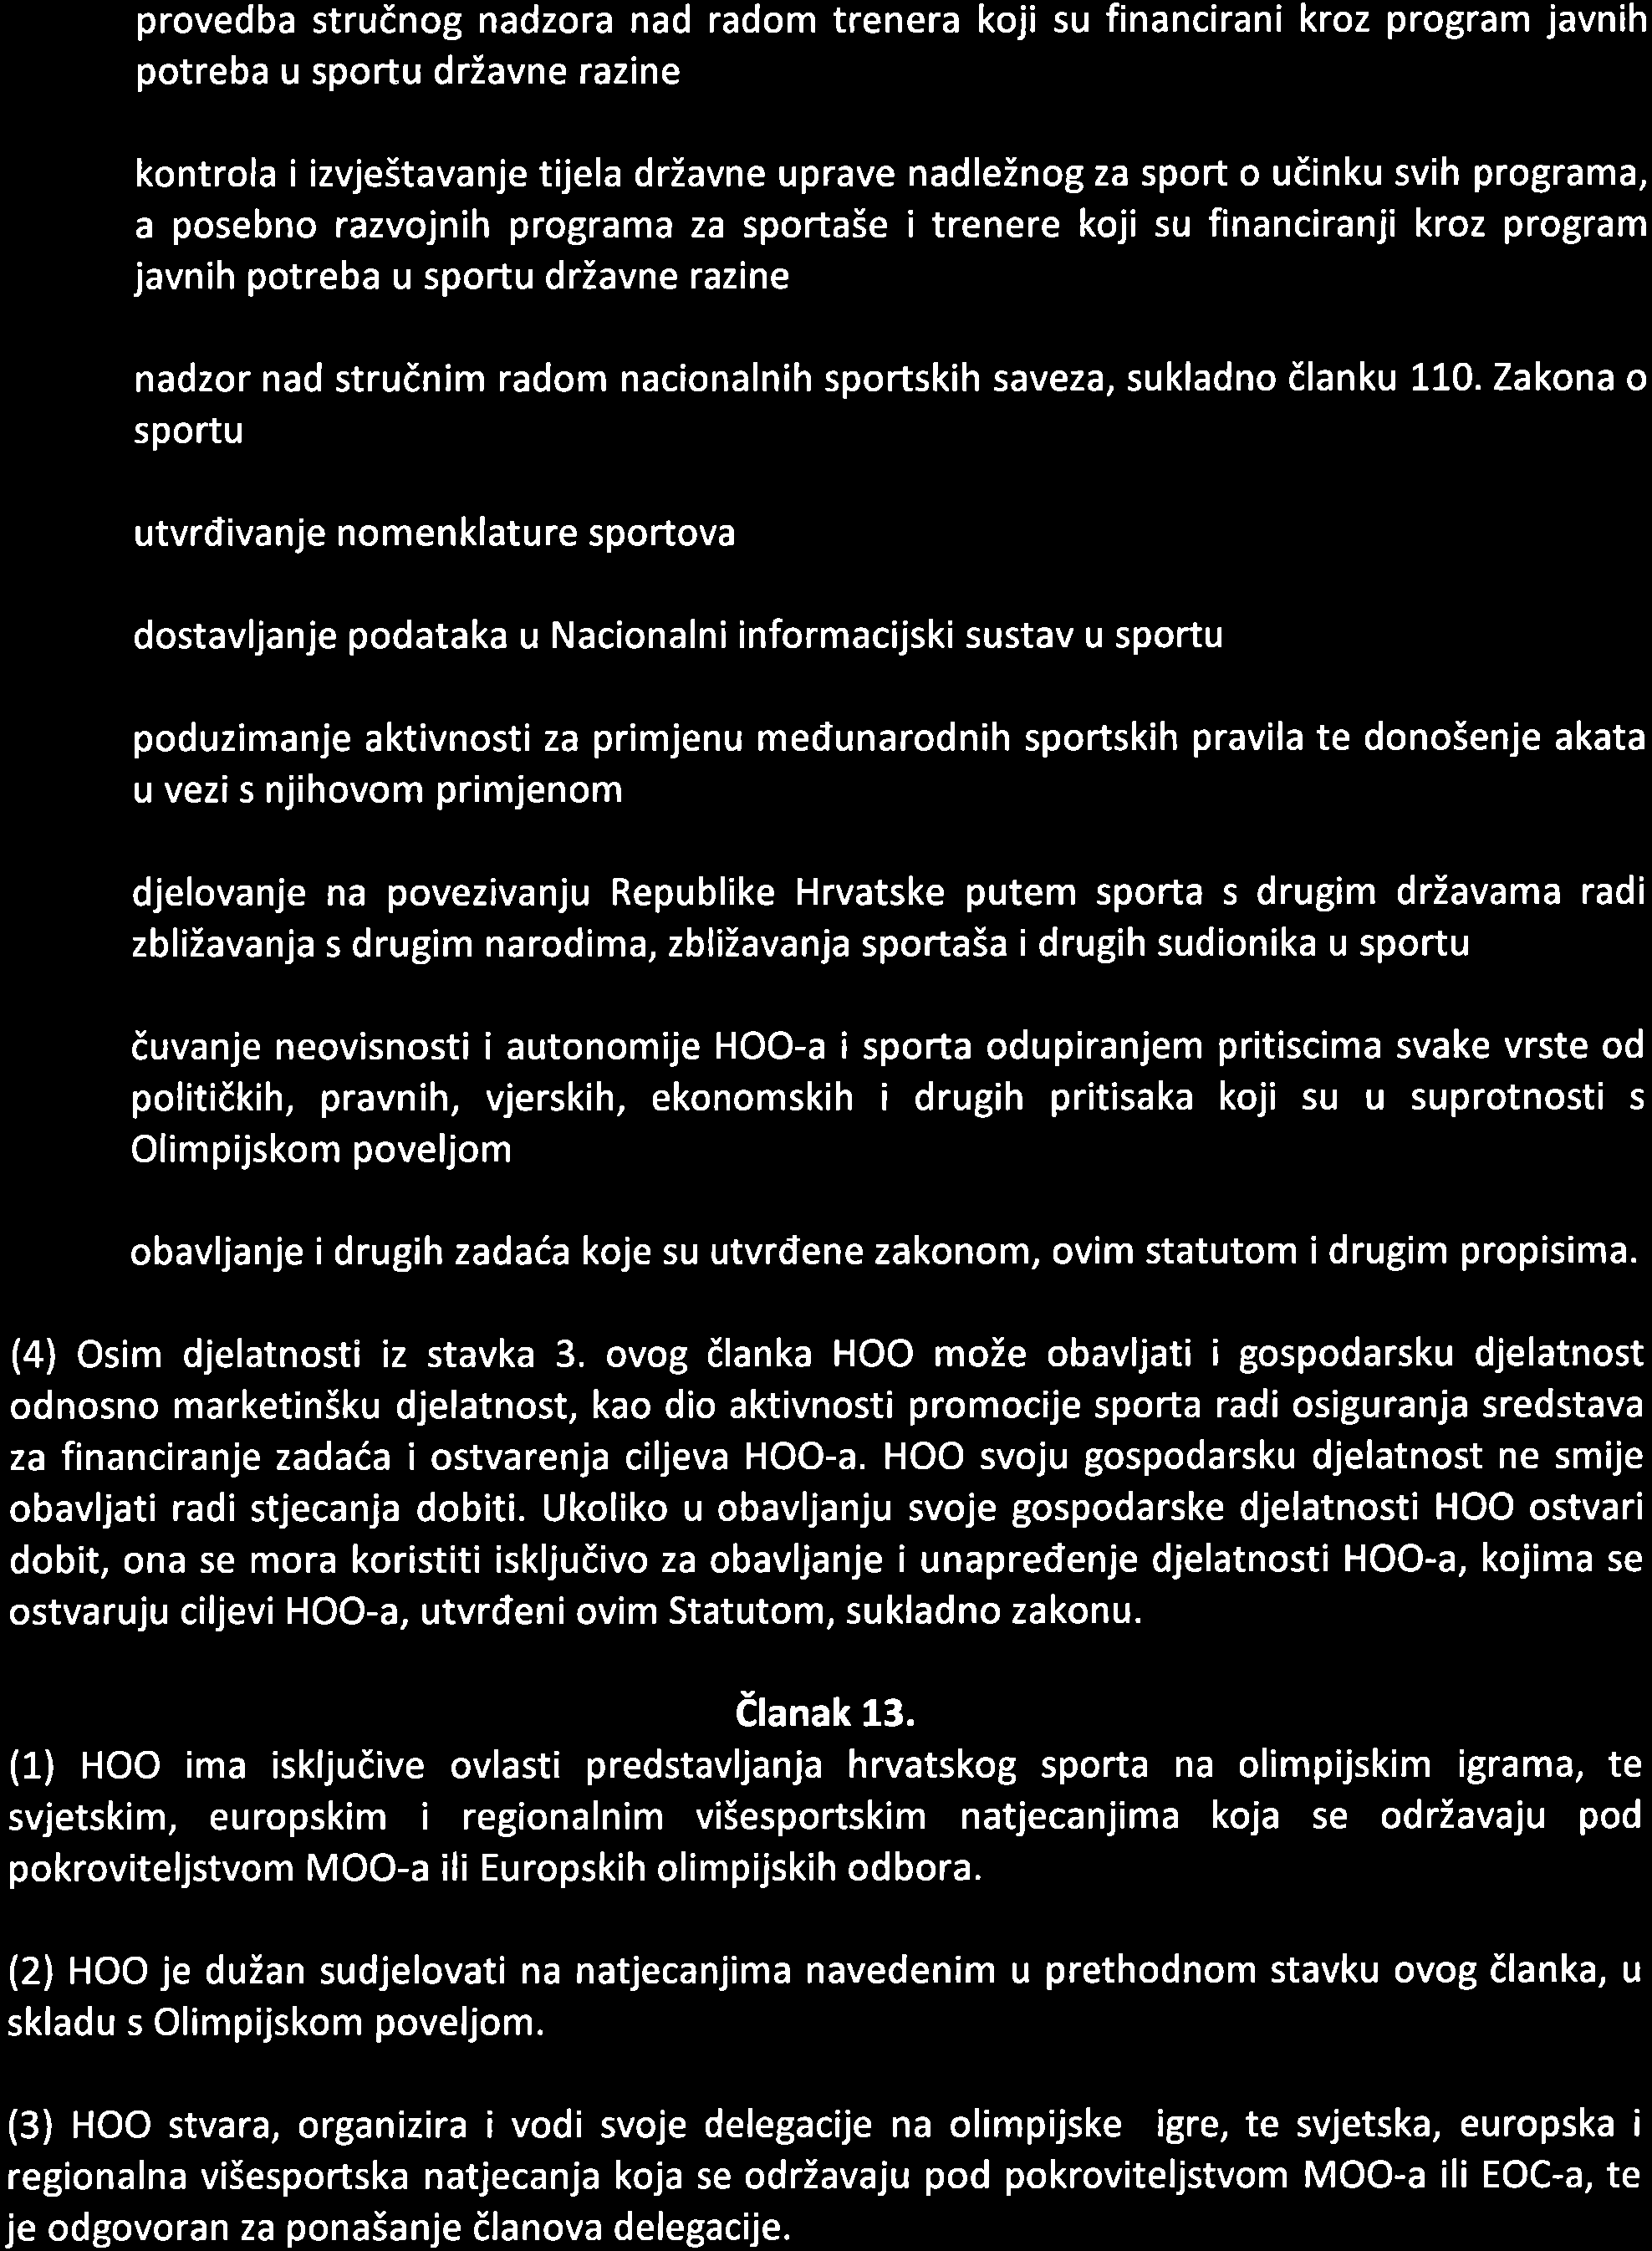 provedba stručnog nadzora nad radom trenera koji su financirani kroz program javnih
potreba u sportu državne razine
kontrola i izvještavanje tijela državne uprave nadležnog za sport o učinku svih programa,
a posebno razvojnih programa za sportaše i trenere koji su financiranji kroz program
javnih potreba u sportu državne razine
nadzor nad stručnim radom nacionalnih sportskih saveza, sukladno članku 110. Zakona o
sportu
utvrđivanje nomenklature sportova
dostavljanje podataka u Nacionalni informacijski sustav u sportu
poduzimanje aktivnosti za primjenu međunarodnih sportskih pravila te donošenje akata
u vezi s njihovom primjenom
djelovanje na povezivanju Republike Hrvatske putem sporta s drugim državama radi
zbližavanja s drugim narodima, zbližavanja sportaša i drugih sudionika u sportu
čuvanje neovisnosti i autonomije HOO-a i sporta odupiranjem pritiscima svake vrste od
političkih, pravnih, vjerskih, ekonomskih i drugih pritisaka koji su u suprotnosti s
Olimpijskom poveljom
obavljanje i drugih zadaća koje su utvrđene zakonom, ovim statutom i drugim propisima.
(4) Osim djelatnosti iz stavka 3. ovog članka HOO može obavljati i gospodarsku djelatnost
odnosno marketinšku djelatnost, kao dio aktivnosti promocije sporta radi osiguranja sredstava
za financiranje zadaća i ostvarenja ciljeva HOO-a. HOO svoju gospodarsku djelatnost ne smije
obavljati radi stjecanja dobiti. Ukoliko u obavljanju svoje gospodarske djelatnosti HOO ostvari
dobit, ona se mora koristiti isključivo za obavljanje i unapređenje djelatnosti HOO-a, kojima se
ostvaruju ciljevi HOO-a, utvrđeni ovim Statutom, sukladno zakonu.
Članak 13.
(1) HOO ima isključive ovlasti predstavljanja hrvatskog sporta na olimpijskim igrama, te
svjetskim, europskim i regionalnim višesportskim natjecanjima koja se održavaju pod
pokroviteljstvom MOO-a ili Europskih olimpijskih odbora.
(2) HOO je dužan sudjelovati na natjecanjima navedenim u prethodnom stavku ovog članka, u
skladu s Olimpijskom poveljom.
(3) HOO stvara, organizira i vodi svoje delegacije na olimpijske igre, te svjetska, europska i
regionalna višesportska natjecanja koja se održavaju pod pokroviteljstvom MOO-a ili EOC-a, te
je odgovoran za ponašanje članova delegacije.